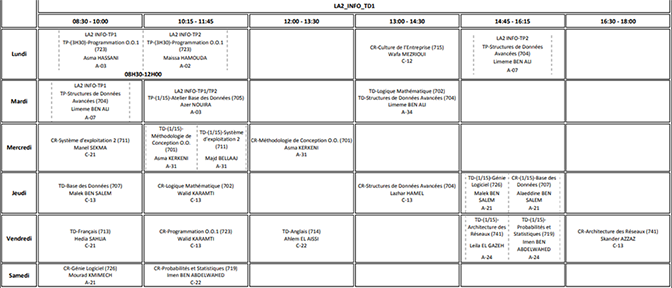 LA2_INFO_TD1
08:30 - 10:00
10:15 - 11:45
12:00 - 13:30
13:00 - 14:30
14:45 - 16:15
16:30 - 18:00
Lundi
LA2 INFO-TP1
TP-(3H30)-Programmation O.O.1
(723)
Asma HASSANI
A-03
LA2 INFO-TP2
TP-(3H30)-Programmation O.O.1
(723)
Maissa HAMOUDA
A-02
08H30-12H00
CR-Culture de l'Entreprise (715)
Wafa MEZRIOUI
C-12
LA2 INFO-TP2
TP-Structures de Données
Avancées (704)
Limeme BEN ALI
A-07
Mardi
LA2 INFO-TP1
TP-Structures de Données
Avancées (704)
Limeme BEN ALI
A-07
LA2 INFO-TP1/TP2
TP-(1/15)-Atelier Base de Données (705)
Azer NOUIRA
A-03
TD-Logique Mathématique (702)
TD-Structures de Données Avancées (704)
Limeme BEN ALI
A-34
Mercredi
CR-Système d'exploitation 2 (711)
Manel SEKMA
C-21
TD-(1/15)-
Méthodologie de
Conception O.O.
(701)
Asma KERKENI
A-31
TD-(1/15)-Système
d'exploitation 2
(711)
Majd BELLAAJ
A-31
CR-Méthodologie de Conception O.O. (701)
Asma KERKENI
A-31
Jeudi
TD-Base des Données (707)
Malek BEN SALEM
C-13
CR-Logique Mathématique (702)
Walid KARAMTI
C-13
CR-Structures de Données Avancées (704)
Lazhar HAMEL
C-13
- TD-(1/15)-Génie
Logiciel (726)
Malek BEN
SALEM
A-21
CR-(1/15)-Base des
Données (707)
Alaeddine BEN
SALEM
A-21
Vendredi
TD-Français (713)
Hedia SAHLIA
C-21
CR-Programmation O.O.1 (723)
Walid KARAMTI
C-13
TD-Anglais (714)
Ahlem EL AISSI
C-22
TD-(1/15)-
Architecture des
Réseaux (741)
Leila EL GAZEH
A-24
TD-(1/15)-
Probabilités et
Statistiques (719)
Imen BEN
ABDELWAHED
A-24
CR-Architecture des Réseaux (741)
Skander AZZAZ
C-13
Samedi
CR-Génie Logiciel (726)
Mourad KMIMECH
A-21
CR-Probabilités et Statistiques (719)
Imen BEN ABDELWAHED
C-22